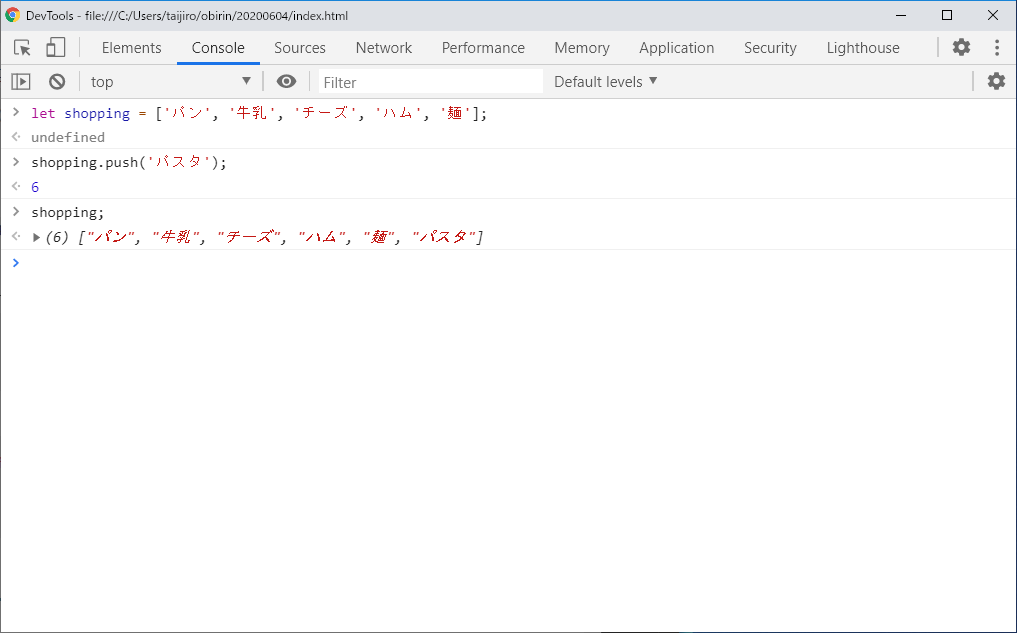 DevTools - file:///C:/Users/taijiro/obirin/20200604/index.html
Elements Console Sources Network Performance Memory Application Security Lighthouse
top Filter Default levels
let shopping = ['パン', '牛乳', 'チーズ', 'ハム', '麺'];
undefined
shopping.push('パスタ');
6
shopping;
(6) ["パン", "牛乳", "チーズ", "ハム", "麺", "パスタ"]